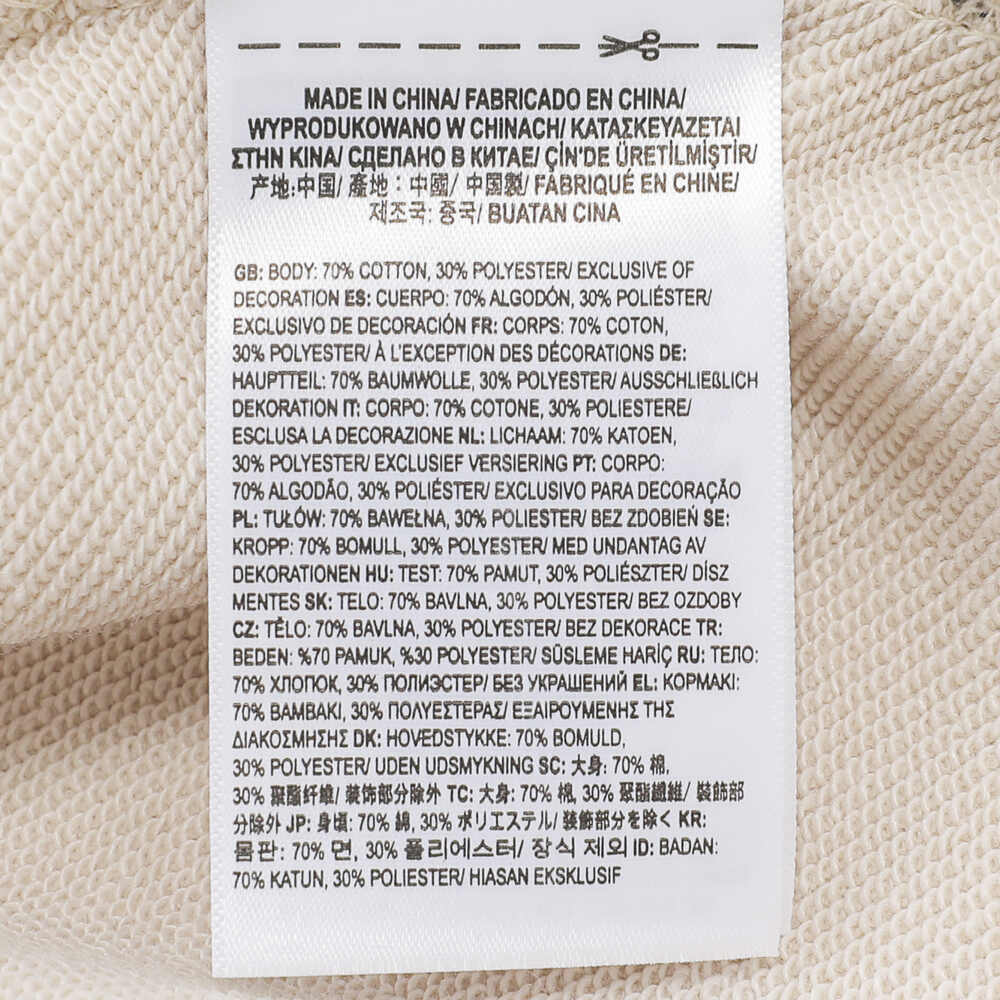 MADE IN CHINA/ FABRICADO EN CHINA/
WYPRODUKOWANO W CHINACH/ ΚΑΤΑΣΚΕΥΑΖΕΤΑΙ
ΣΤΗΝ ΚΙΝΑ/ СДЕЛАНО В КИТАЕ/ ÇİN'DE ÜRETİLMİŞTİR/
产地:中国/ 產地：中國/ 中国製/ FABRIQUÉ EN CHINE/
제조국: 중국/ BUATAN CINA
GB: BODY: 70% COTTON, 30% POLYESTER/ EXCLUSIVE OF
DECORATION ES: CUERPO: 70% ALGODÓN, 30% POLIÉSTER/
EXCLUSIVO DE DECORACIÓN FR: CORPS: 70% COTON,
30% POLYESTER/ À L'EXCEPTION DES DÉCORATIONS DE:
HAUPTTEIL: 70% BAUMWOLLE, 30% POLYESTER/ AUSSCHLIEßLICH
DEKORATION IT: CORPO: 70% COTONE, 30% POLIESTERE/
ESCLUSA LA DECORAZIONE NL: LICHAAM: 70% KATOEN,
30% POLYESTER/ EXCLUSIEF VERSIERING PT: CORPO:
70% ALGODÃO, 30% POLIÉSTER/ EXCLUSIVO PARA DECORAÇÃO
PL: TUŁÓW: 70% BAWEŁNA, 30% POLIESTER/ BEZ ZDOBIEŃ SE:
KROPP: 70% BOMULL, 30% POLYESTER/ MED UNDANTAG AV
DEKORATIONEN HU: TEST: 70% PAMUT, 30% POLIÉSZTER/ DÍSZ
MENTES SK: TELO: 70% BAVLNA, 30% POLYESTER/ BEZ OZDOBY
CZ: TĚLO: 70% BAVLNA, 30% POLYESTER/ BEZ DEKORACE TR:
BEDEN: %70 PAMUK, %30 POLYESTER/ SÜSLEME HARİÇ RU: ТЕЛО:
70% ХЛОПОК, 30% ПОЛИЭСТЕР/ БЕЗ УКРАШЕНИЙ EL: ΚΟΡΜΑΚΙ:
70% ΒΑΜΒΑΚΙ, 30% ΠΟΛΥΕΣΤΕΡΑΣ/ ΕΞΑΙΡΟΥΜΕΝΗΣ ΤΗΣ
ΔΙΑΚΟΣΜΗΣΗΣ DK: HOVEDSTYKKE: 70% BOMULD,
30% POLYESTER/ UDEN UDSMYKNING SC: 大身: 70% 棉,
30% 聚酯纤维/ 装饰部分除外 TC: 大身: 70% 棉, 30% 聚酯纖維/ 裝飾部
分除外 JP: 身頃: 70% 綿, 30% ポリエステル/ 装飾部分を除く KR:
몸판: 70% 면, 30% 폴리에스터/ 장식 제외 ID: BADAN:
70% KATUN, 30% POLIESTER/ HIASAN EKSKLUSIF